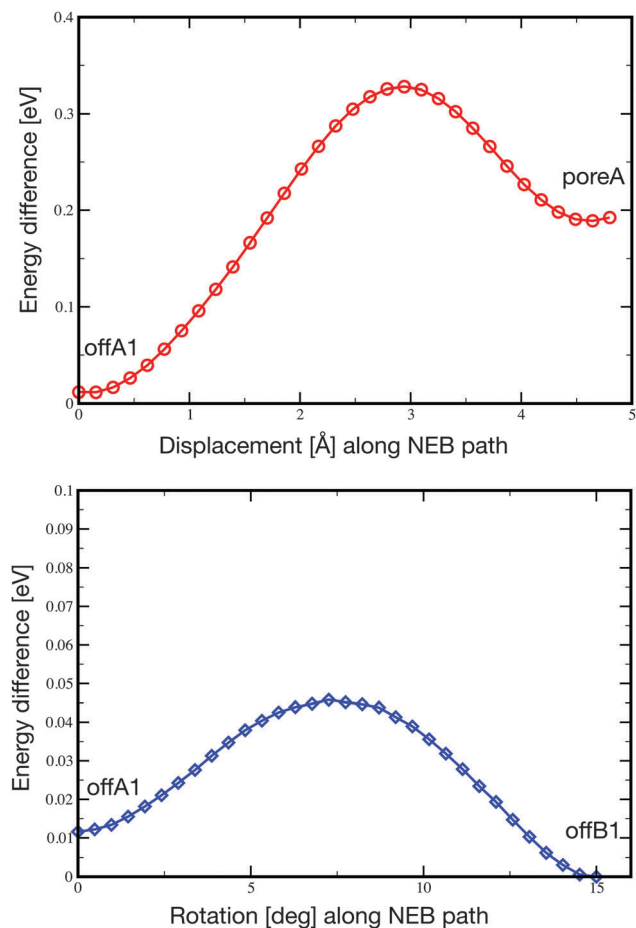 0.4
0.3
0.2
0.1
0
Energy difference [eV]
offA1
poreA
0 1 2 3 4 5
Displacement [Å] along NEB path
0.1
0.09
0.08
0.07
0.06
0.05
0.04
0.03
0.02
0.01
0
Energy difference [eV]
offA1
offB1
0 5 10 15
Rotation [deg] along NEB path